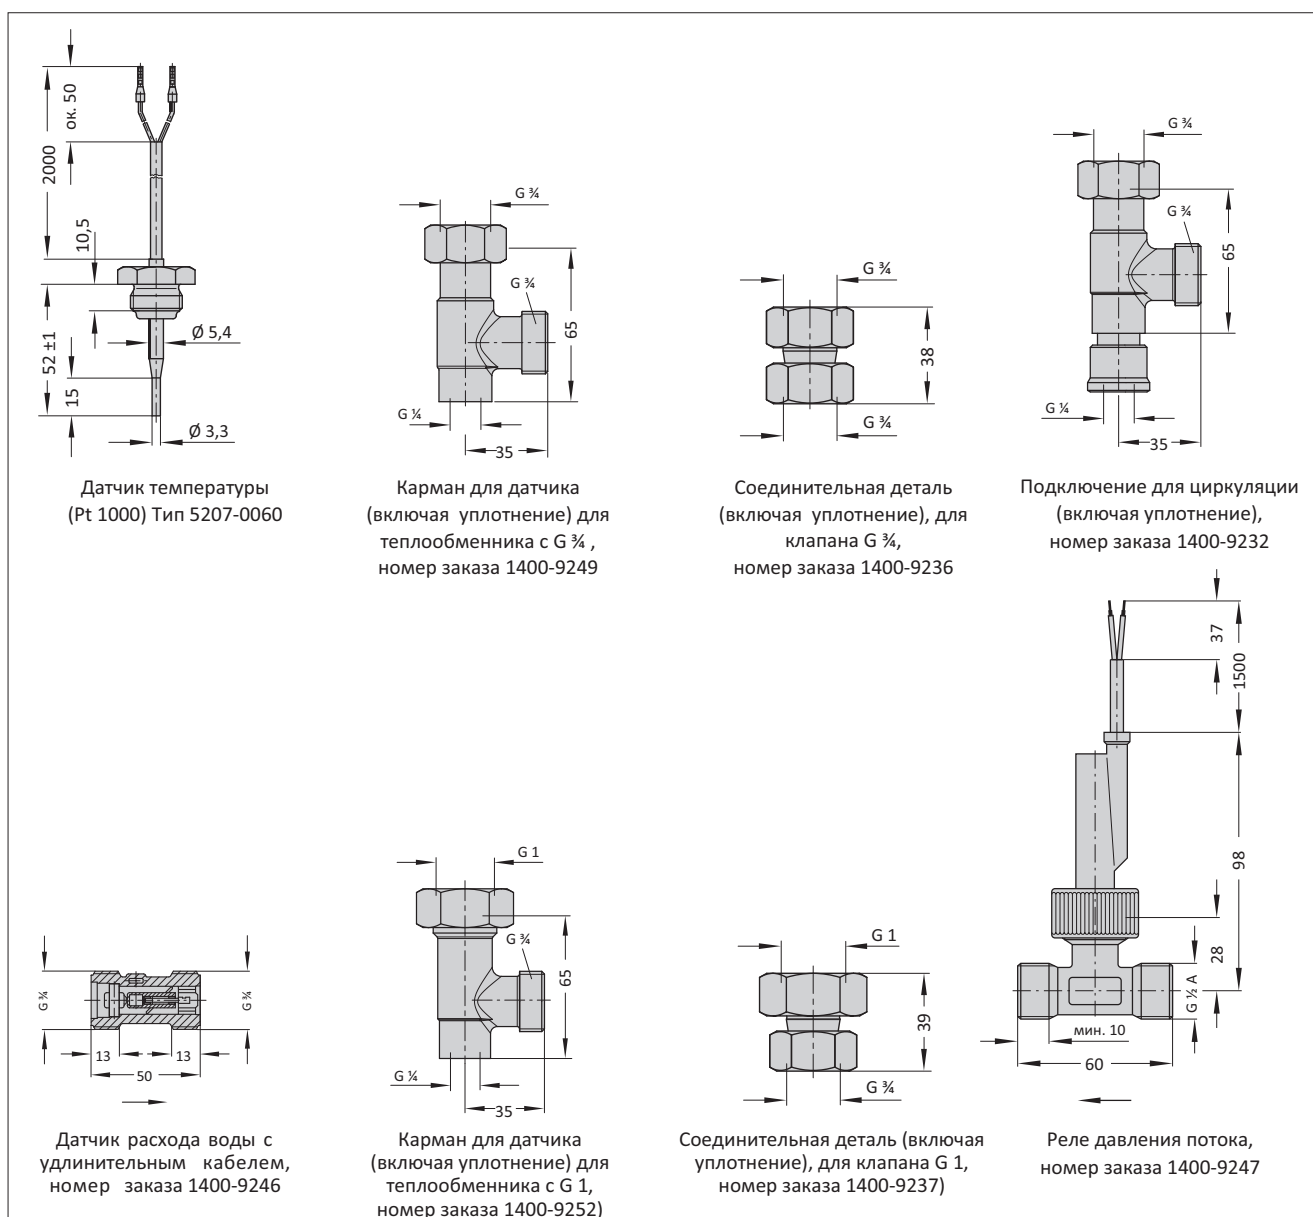 ок. 50
2000
10,5
52 ±1
15
Ø 5,4
Ø 3,3
Датчик температуры
(Pt 1000) Тип 5207-0060
G ¾
G ¾
65
G ¼
35
Карман для датчика
(включая уплотнение) для
теплообменника с G ¾ ,
номер заказа 1400-9249
G ¾
38
G ¾
Соединительная деталь
(включая уплотнение), для
клапана G ¾,
номер заказа 1400-9236
G ¾
G ¾
65
G ¼
35
Подключение для циркуляции
(включая уплотнение),
номер заказа 1400-9232
G ¾
G ¾
13
13
50
Датчик расхода воды с
удлинительным кабелем,
номер заказа 1400-9246
G 1
G ¾
65
G ¼
35
Карман для датчика
(включая уплотнение) для
теплообменника с G 1,
номер заказа 1400-9252)
G 1
39
G ¾
Соединительная деталь (включая
уплотнение), для клапана G 1,
номер заказа 1400-9237)
37
1500
98
28
G ½ A
мин. 10
60
Реле давления потока,
номер заказа 1400-9247